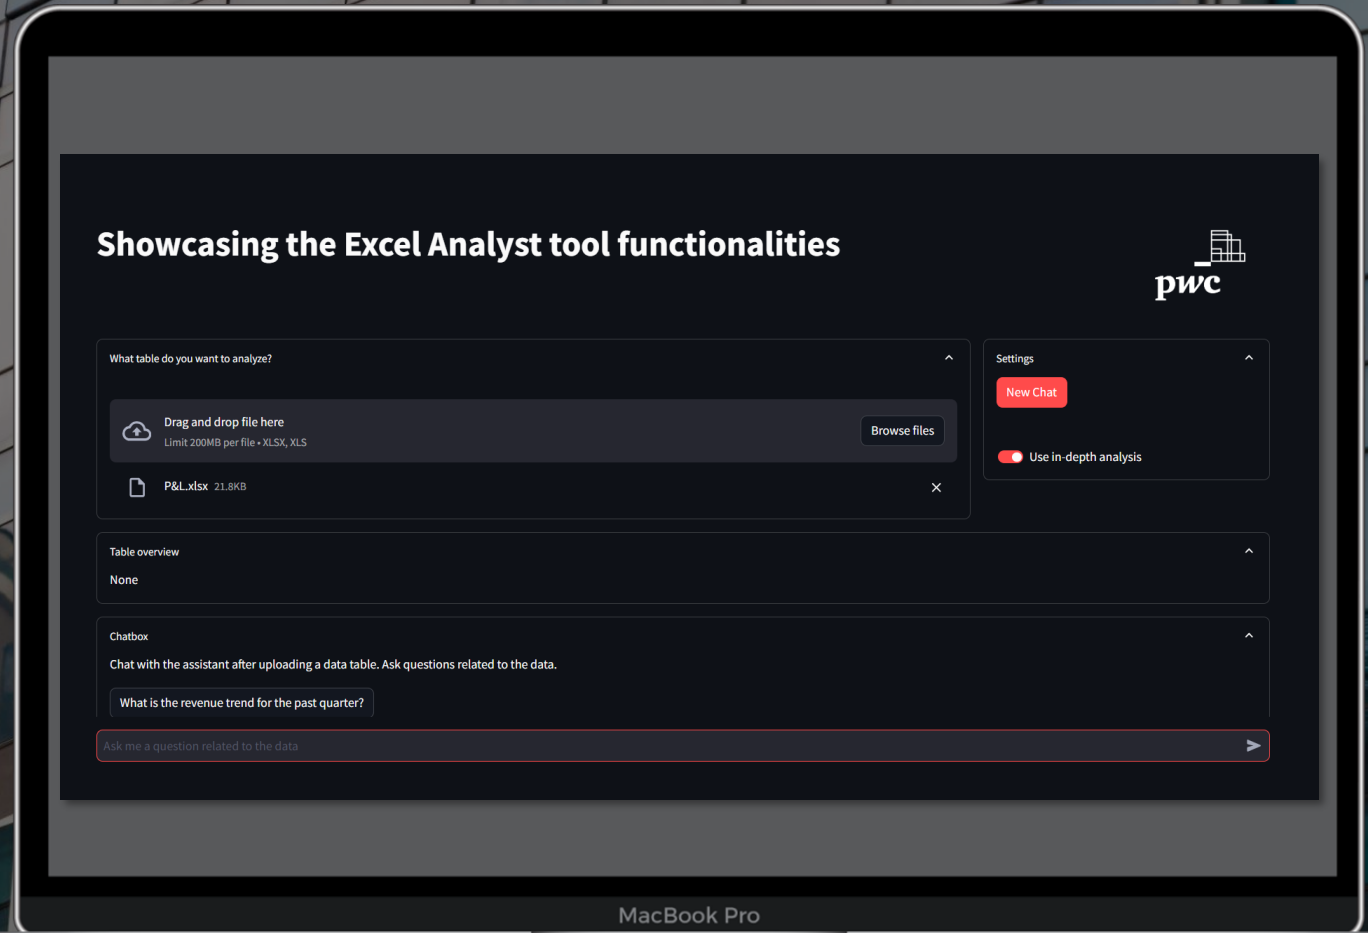 Showcasing the Excel Analyst tool functionalities
pwc
What table do you want to analyze?
Drag and drop file here
Limit 200MB per file • XLSX, XLS
Browse files
P&L.xlsx 21.8KB
Settings
New Chat
Use in-depth analysis
Table overview
None
Chatbox
Chat with the assistant after uploading a data table. Ask questions related to the data.
What is the revenue trend for the past quarter?
Ask me a question related to the data
MacBook Pro